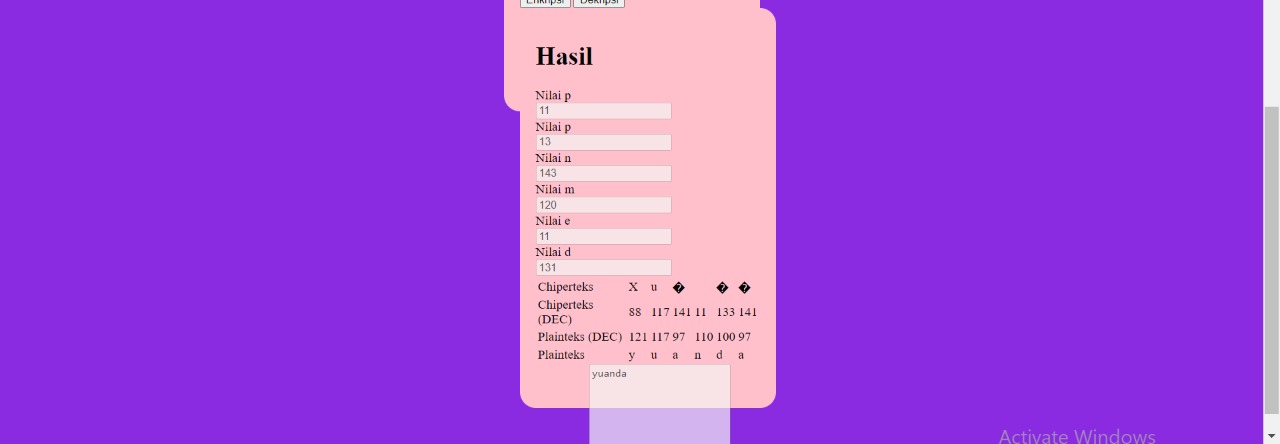 Enkripsi Dekripsi
Hasil
Nilai p
11
Nilai p
13
Nilai n
143
Nilai m
120
Nilai e
11
Nilai d
131
Chiperteks X u � � �
Chiperteks (DEC) 88 117 141 11 133 141
Plainteks (DEC) 121 117 97 110 100 97
Plainteks y u a n d a
yuanda
Activate Windows